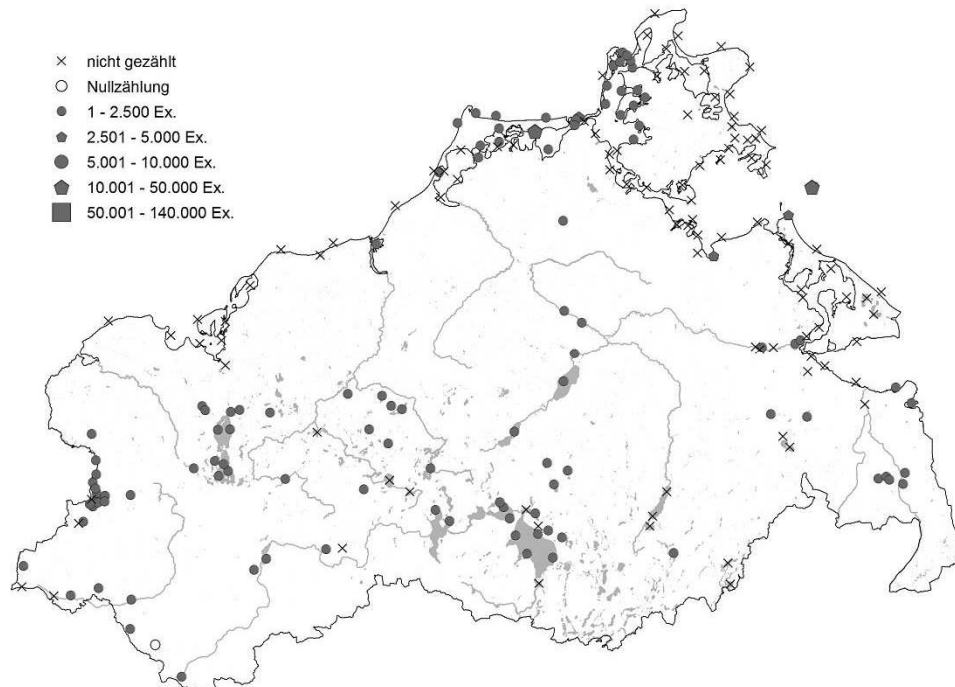 nicht gezählt
Nullzählung
1 - 2.500 Ex.
2.501 - 5.000 Ex.
5.001 - 10.000 Ex.
10.001 - 50.000 Ex.
50.001 - 140.000 Ex.